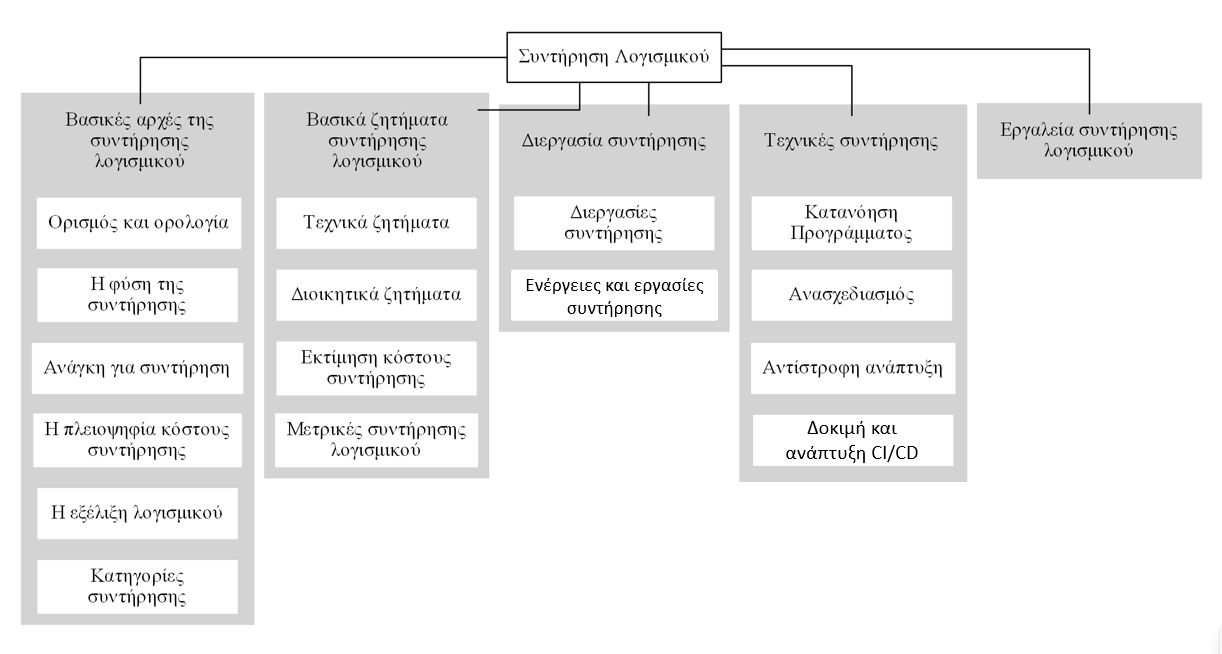 Συντήρηση Λογισμικού
Βασικές αρχές της
συντήρησης
λογισμικού
Ορισμός και ορολογία
Η φύση της
συντήρησης
Ανάγκη για συντήρηση
Η πλειοψηφία κόστους
συντήρησης
Η εξέλιξη λογισμικού
Κατηγορίες
συντήρησης
Βασικά ζητήματα
συντήρησης
λογισμικού
Τεχνικά ζητήματα
Διοικητικά ζητήματα
Εκτίμηση κόστους
συντήρησης
Μετρικές συντήρησης
λογισμικού
Διεργασία συντήρησης
Διεργασίες
συντήρησης
Ενέργειες και εργασίες
συντήρησης
Τεχνικές συντήρησης
Κατανόηση
Προγράμματος
Ανασχεδιασμός
Αντίστροφη ανάπτυξη
Δοκιμή και
ανάπτυξη CI/CD
Εργαλεία συντήρησης
λογισμικού